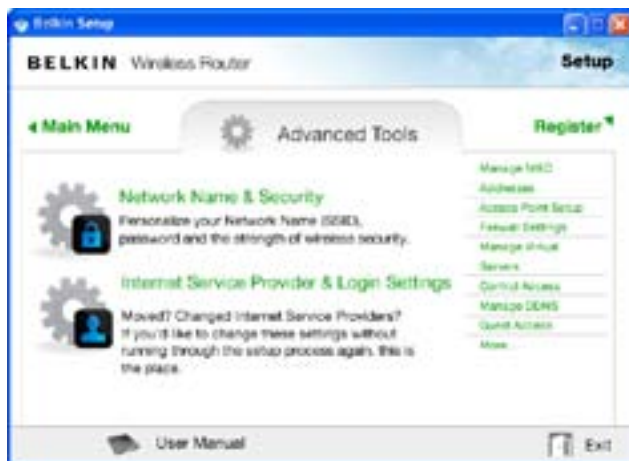 Belkin Setup
BELKIN Wireless Router
Setup
Main Menu
Advanced Tools
Register
Network Name & Security
Personalize your Network Name (SSID),
password and the strength of wireless security.
Internet Service Provider & Login Settings
Moved? Changed Internet Service Providers?
If you'd like to change these settings without
running through the setup process again, this is
the place.
Manage MAC
Addresses
Access Point Setup
Firewall Settings
Manage Virtual
Servers
Control Access
Manage DDNS
Guest Access
More
User Manual
Exit